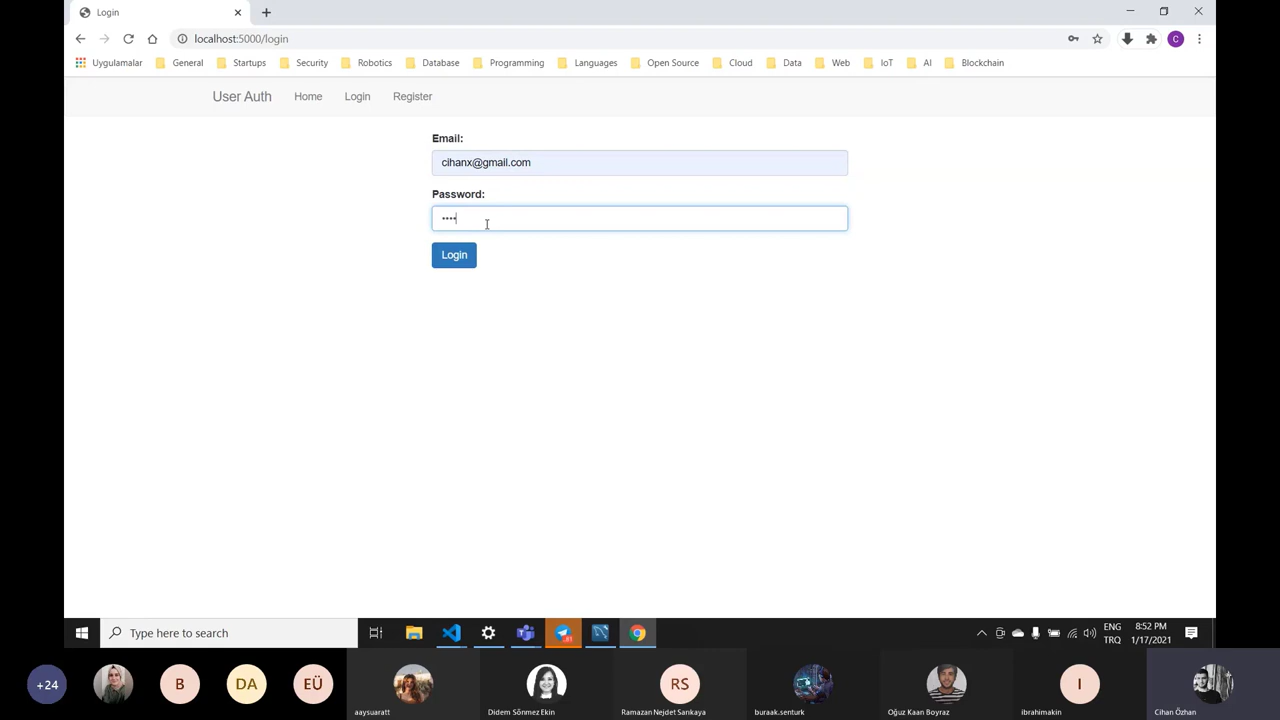 Login
localhost:5000/login
Uygulamalar General Startups Security Robotics Database Programming Languages Open Source Cloud Data Web IoT AI Blockchain
User Auth Home Login Register
Email:
cihanx@gmail.com
Password:
••••
Login
Type here to search
ENG
TRQ
8:52 PM
1/17/2021
+24 B DA EÜ RS I
aaysuaratt Didem Sönmez Ekin Ramazan Nejdet Sarıkaya buraak.senturk Oğuz Kaan Boyraz ibrahimakin Cihan Özhan